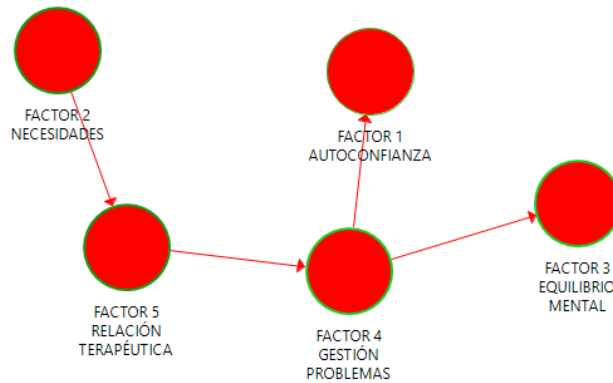 FACTOR 2
NECESIDADES
FACTOR 1
AUTOCONFIANZA
FACTOR 3
EQUILIBRIO
MENTAL
FACTOR 5
RELACIÓN
TERAPÉUTICA
FACTOR 4
GESTIÓN
PROBLEMAS